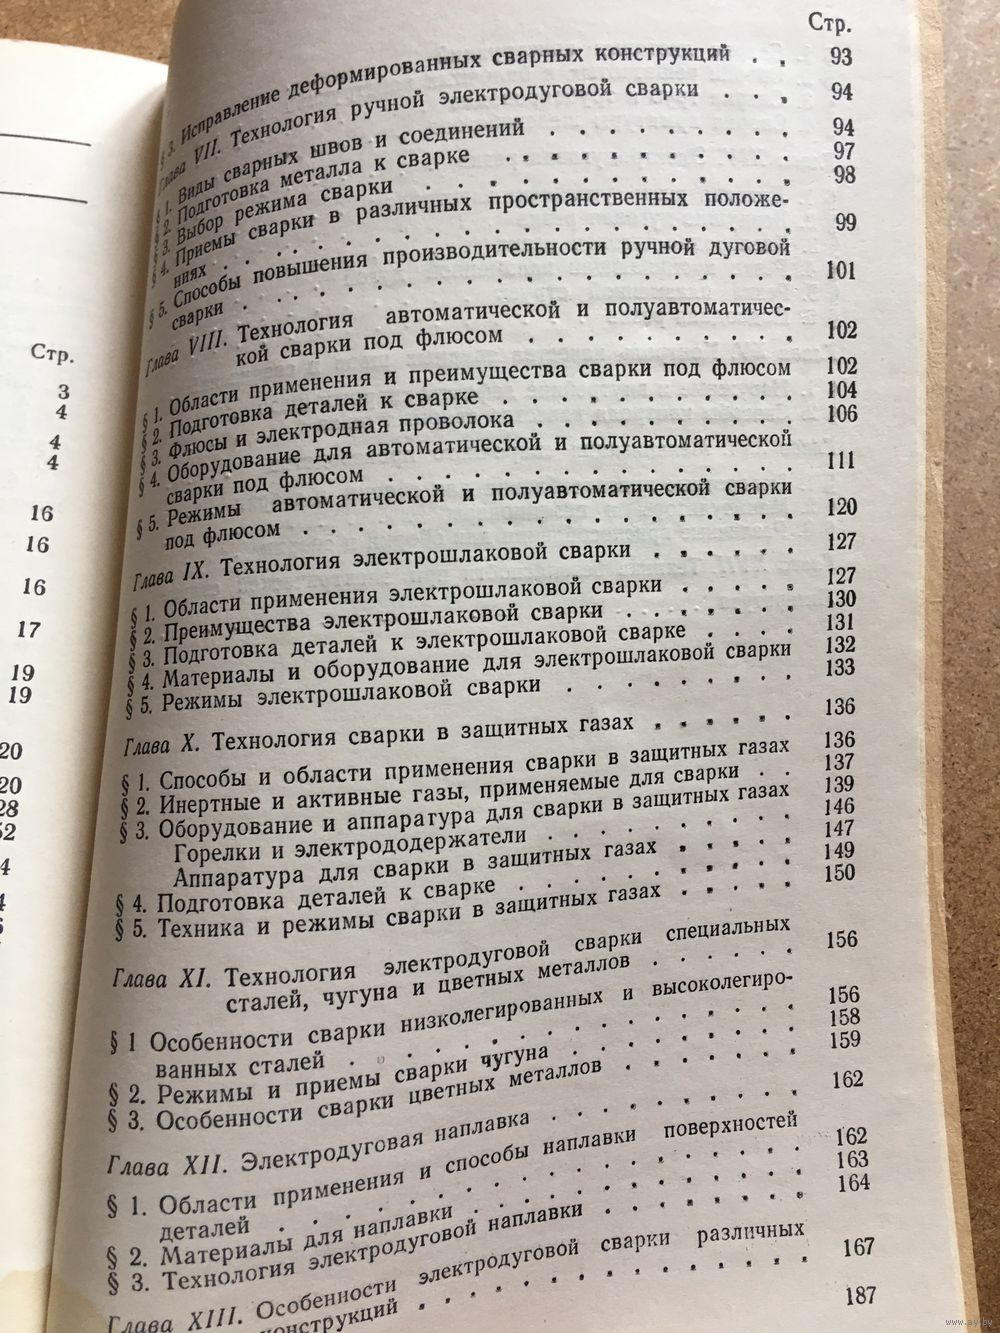 Стр.
3
4
4
4
16
16
16
17
19
19
20
20
28
52
4
Стр.
§ 3. Исправление деформированных сварных конструкций . . 93
Глава VII. Технология ручной электродуговой сварки . . . 94
§ 1. Виды сварных швов и соединений . . . . . . . . . 94
§ 2. Подготовка металла к сварке . . . . . . . . . . . 97
§ 3. Выбор режима сварки . . . . . . . . . . . . . 98
§ 4. Приемы сварки в различных пространственных положе-
ниях . . . . . . . . . . . . . . . . . 99
§ 5. Способы повышения производительности ручной дуговой
сварки . . . . . . . . . . . . . . . . 101
Глава VIII. Технология автоматической и полуавтоматичес-
кой сварки под флюсом . . . . . . . . . . 102
§ 1. Области применения и преимущества сварки под флюсом 102
§ 2. Подготовка деталей к сварке . . . . . . . . . . . 104
§ 3. Флюсы и электродная проволока . . . . . . . . . . 106
§ 4. Оборудование для автоматической и полуавтоматической
сварки под флюсом . . . . . . . . . . . . . . 111
§ 5. Режимы автоматической и полуавтоматической сварки
под флюсом . . . . . . . . . . . . . . . . . 120
Глава IX. Технология электрошлаковой сварки . . . . . . 127
§ 1. Области применения электрошлаковой сварки . . . . . 127
§ 2. Преимущества электрошлаковой сварки . . . . . . . 130
§ 3. Подготовка деталей к электрошлаковой сварке . . . . 131
§ 4. Материалы и оборудование для электрошлаковой сварки 132
§ 5. Режимы электрошлаковой сварки . . . . . . . . . 133
Глава X. Технология сварки в защитных газах . . . . . . 136
§ 1. Способы и области применения сварки в защитных газах 136
§ 2. Инертные и активные газы, применяемые для сварки . . 137
§ 3. Оборудование и аппаратура для сварки в защитных газах 139
Горелки и электрододержатели . . . . . . . . . . 146
Аппаратура для сварки в защитных газах . . . . . 147
§ 4. Подготовка деталей к сварке . . . . . . . . . . . 149
§ 5. Техника и режимы сварки в защитных газах . . . . . 150
Глава XI. Технология электродуговой сварки специальных
сталей, чугуна и цветных металлов . . . . . . 156
§ 1 Особенности сварки низколегированных и высоколегиро-
ванных сталей . . . . . . . . . . . . . . . 156
§ 2. Режимы и приемы сварки чугуна . . . . . . . . . 158
§ 3. Особенности сварки цветных металлов . . . . . . . 159
Глава XII. Электродуговая наплавка . . . . . . . . . . 162
§ 1. Области применения и способы наплавки поверхностей
деталей . . . . . . . . . . . . . . . . . 162
§ 2. Материалы для наплавки . . . . . . . . . . . . 163
§ 3. Технология электродуговой наплавки . . . . . . . . 164
Глава XIII. Особенности электродуговой сварки различных
конструкций . . . . . . . . . . . . . . 167
187
www.ay.by